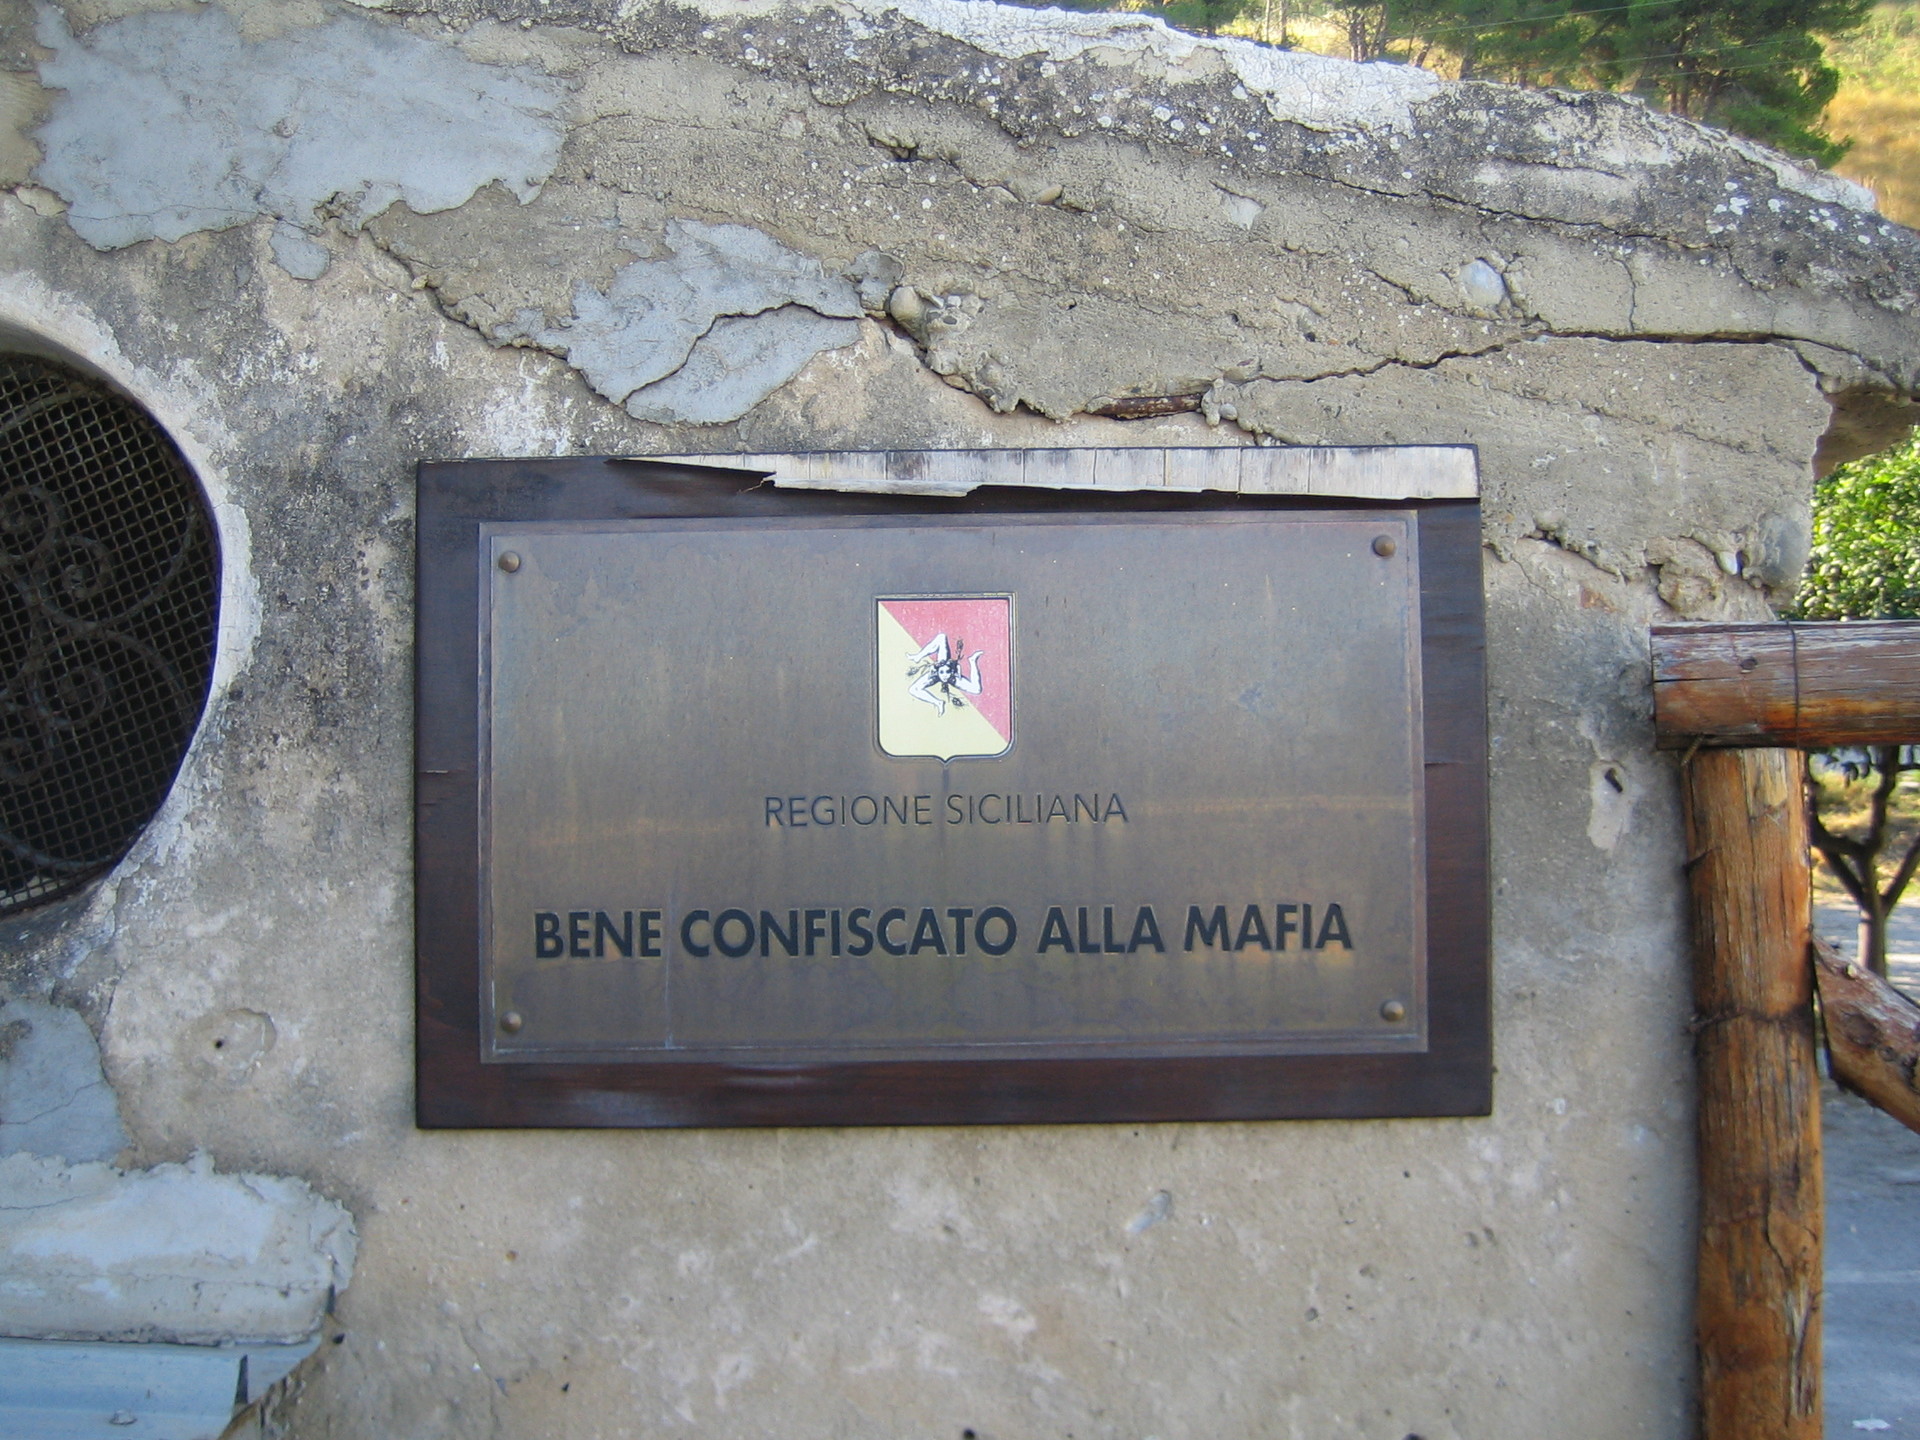 REGIONE SICILIANA
BENE CONFISCATO ALLA MAFIA